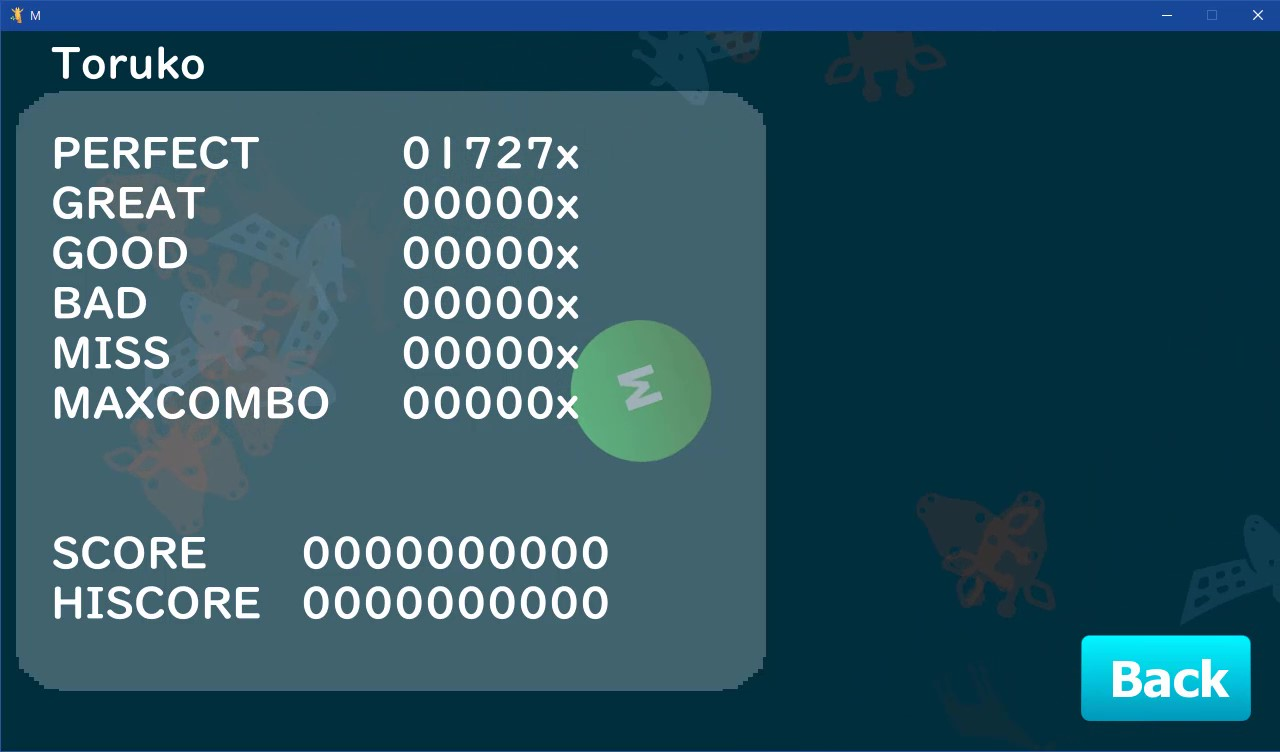 M
Toruko
PERFECT 01727x
GREAT 00000x
GOOD 00000x
BAD 00000x
MISS 00000x
MAXCOMBO 00000x
M
SCORE 0000000000
HISCORE 0000000000
Back